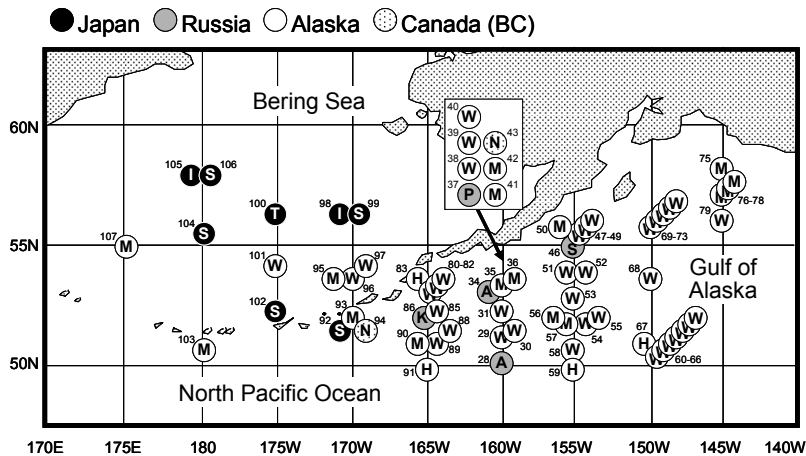 Japan Russia Alaska Canada (BC)
Bering Sea
60N
55N
50N
40 W
39 W N 43
38 W M 42
37 P M 41
105 I S 106
104 S
107 M
100 T
98 I S 99
101 W
95 M W 96 W 97
102 S
103 M
92 S M 93 N 94
83 H W W W 80-82
86 K W 85
90 M W 89 W 88
91 H
34 A 35 M W 36
31 W
29 W W 30
28 A
50 M W W W 47-49
46 S
51 W W 52
W 53
56 M M 57 W 54 W 55
58 W
59 H
W W W W W 69-73
68 W
75 M
M M M 76-78
79 W
Gulf of
Alaska
67 H
W W W W W W W 60-66
North Pacific Ocean
170E 175E 180 175W 170W 165W 160W 155W 150W 145W 140W